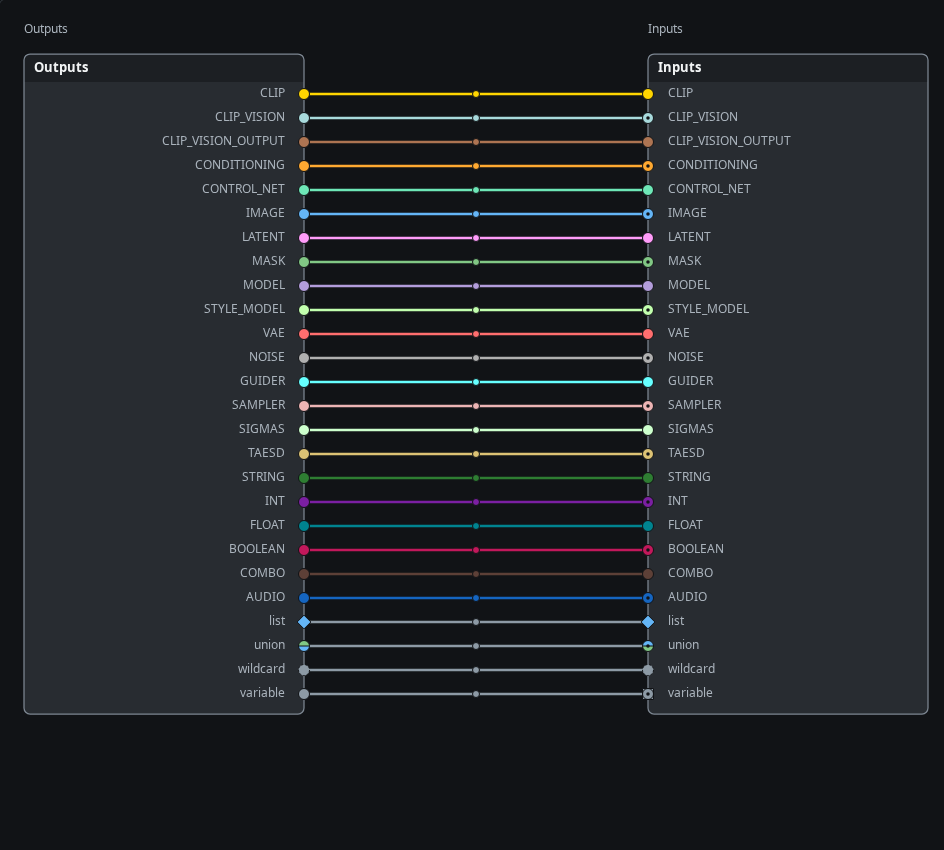 Outputs
Inputs
Outputs
CLIP
CLIP_VISION
CLIP_VISION_OUTPUT
CONDITIONING
CONTROL_NET
IMAGE
LATENT
MASK
MODEL
STYLE_MODEL
VAE
NOISE
GUIDER
SAMPLER
SIGMAS
TAESD
STRING
INT
FLOAT
BOOLEAN
COMBO
AUDIO
list
union
wildcard
variable
Inputs
CLIP
CLIP_VISION
CLIP_VISION_OUTPUT
CONDITIONING
CONTROL_NET
IMAGE
LATENT
MASK
MODEL
STYLE_MODEL
VAE
NOISE
GUIDER
SAMPLER
SIGMAS
TAESD
STRING
INT
FLOAT
BOOLEAN
COMBO
AUDIO
list
union
wildcard
variable